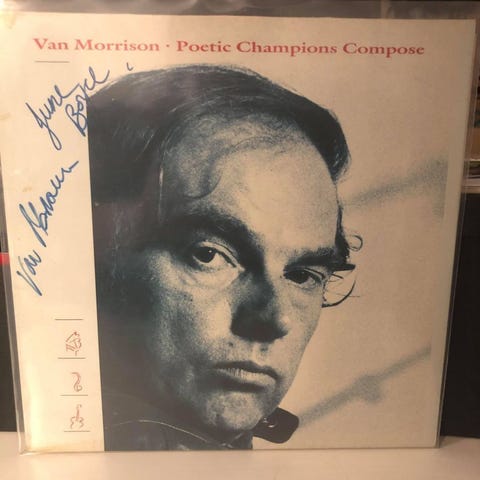 Van Morrison · Poetic Champions Compose
June
Boyce
Van Morrison